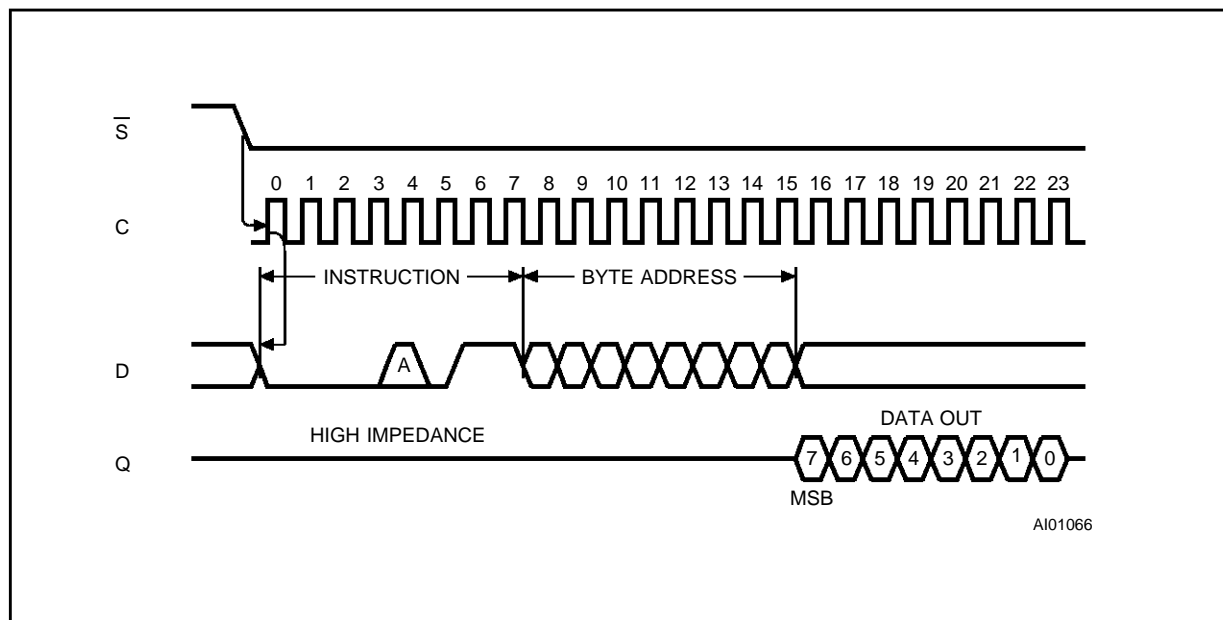 S
0 1 2 3 4 5 6 7 8 9 10 11 12 13 14 15 16 17 18 19 20 21 22 23
C
INSTRUCTION BYTE ADDRESS
A
D
DATA OUT
HIGH IMPEDANCE
Q
7 6 5 4 3 2 1 0
MSB
AI01066